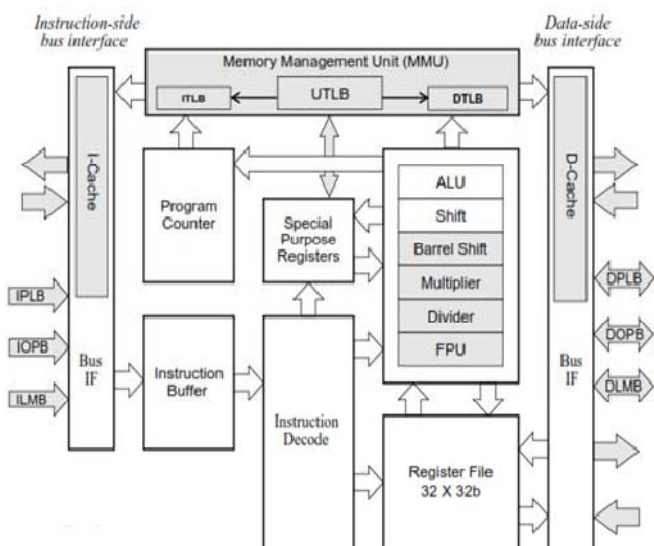 Instruction-side
bus interface
Data-side
bus interface
Memory Management Unit (MMU)
ITLB
UTLB
DTLB
I-Cache
D-Cache
Program
Counter
Special
Purpose
Registers
ALU
Shift
Barrel Shift
Multiplier
Divider
FPU
IPLB
IOPB
ILMB
Bus
IF
Instruction
Buffer
Instruction
Decode
Register File
32 X 32b
Bus
IF
DPLB
DOPB
DLMB